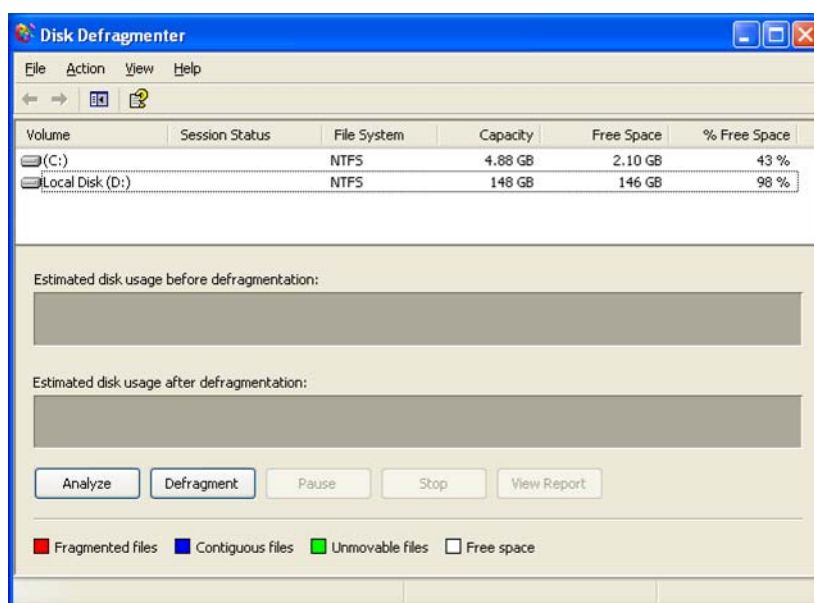 Disk Defragmenter
File Action View Help
Volume Session Status File System Capacity Free Space % Free Space
(C:) NTFS 4.88 GB 2.10 GB 43 %
Local Disk (D:) NTFS 148 GB 146 GB 98 %
Estimated disk usage before defragmentation:
Estimated disk usage after defragmentation:
Analyze Defragment Pause Stop View Report
Fragmented files Contiguous files Unmovable files Free space